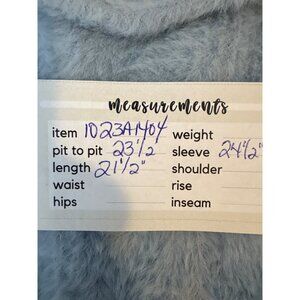 measurements
item 1023A1404 weight
pit to pit 23 1/2 sleeve 24 1/2"
length 21 1/2" shoulder
waist rise
hips inseam